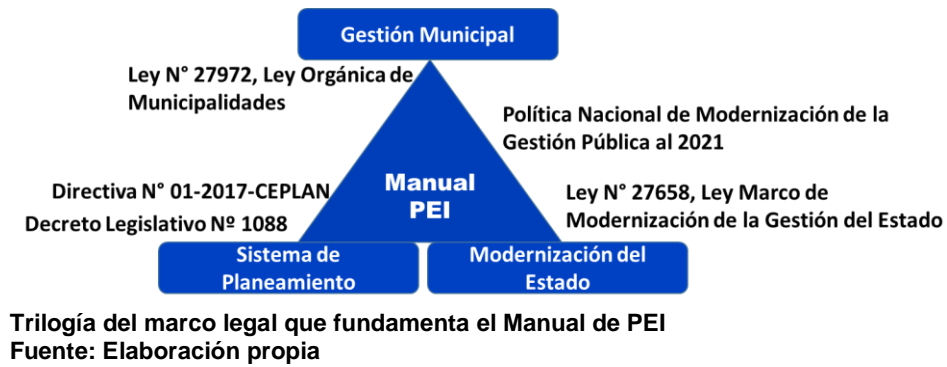 Gestión Municipal
Ley N° 27972, Ley Orgánica de
Municipalidades
Política Nacional de Modernización de la
Gestión Pública al 2021
Directiva N° 01-2017-CEPLAN
Decreto Legislativo Nº 1088
Manual
PEI
Ley N° 27658, Ley Marco de
Modernización de la Gestión del Estado
Sistema de
Planeamiento
Modernización del
Estado
Trilogía del marco legal que fundamenta el Manual de PEI
Fuente: Elaboración propia